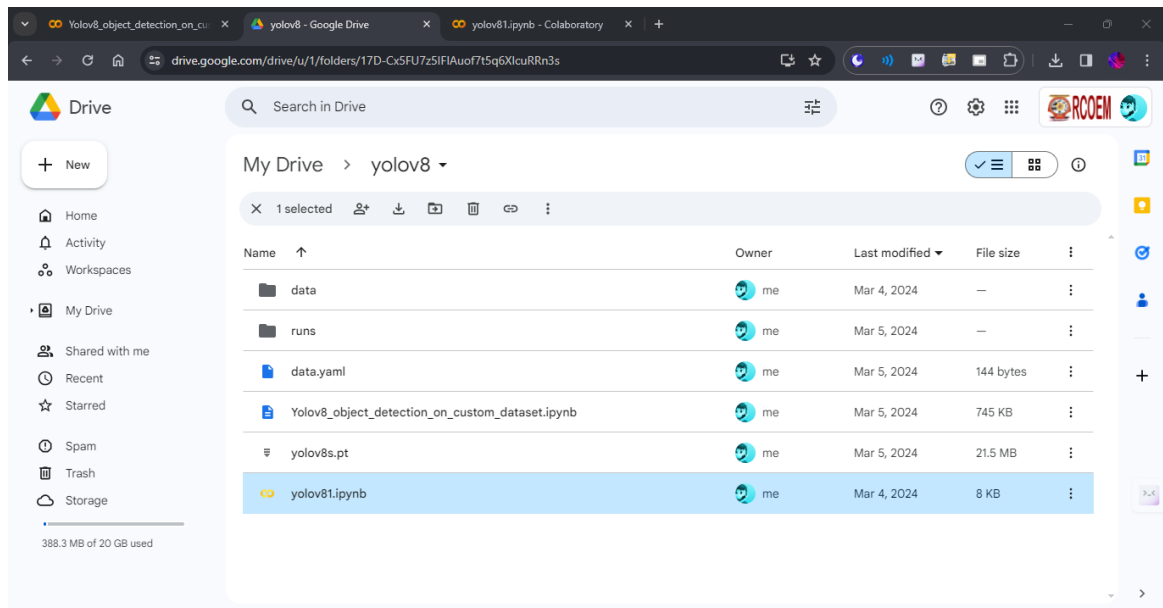 Yolov8_object_detection_on_cu
yolov8 - Google Drive
yolov81.ipynb - Colaboratory
drive.google.com/drive/u/1/folders/17D-Cx5FU7z5IFlAuof7t5q6XlcuRRn3s
Drive
Search in Drive
RCOEM
New
My Drive > yolov8
31
1 selected
Home
Activity
Workspaces
My Drive
Shared with me
Recent
Starred
Spam
Trash
Storage
388.3 MB of 20 GB used
Name Owner Last modified File size
data me Mar 4, 2024 —
runs me Mar 5, 2024 —
data.yaml me Mar 5, 2024 144 bytes
Yolov8_object_detection_on_custom_dataset.ipynb me Mar 5, 2024 745 KB
yolov8s.pt me Mar 5, 2024 21.5 MB
yolov81.ipynb me Mar 4, 2024 8 KB